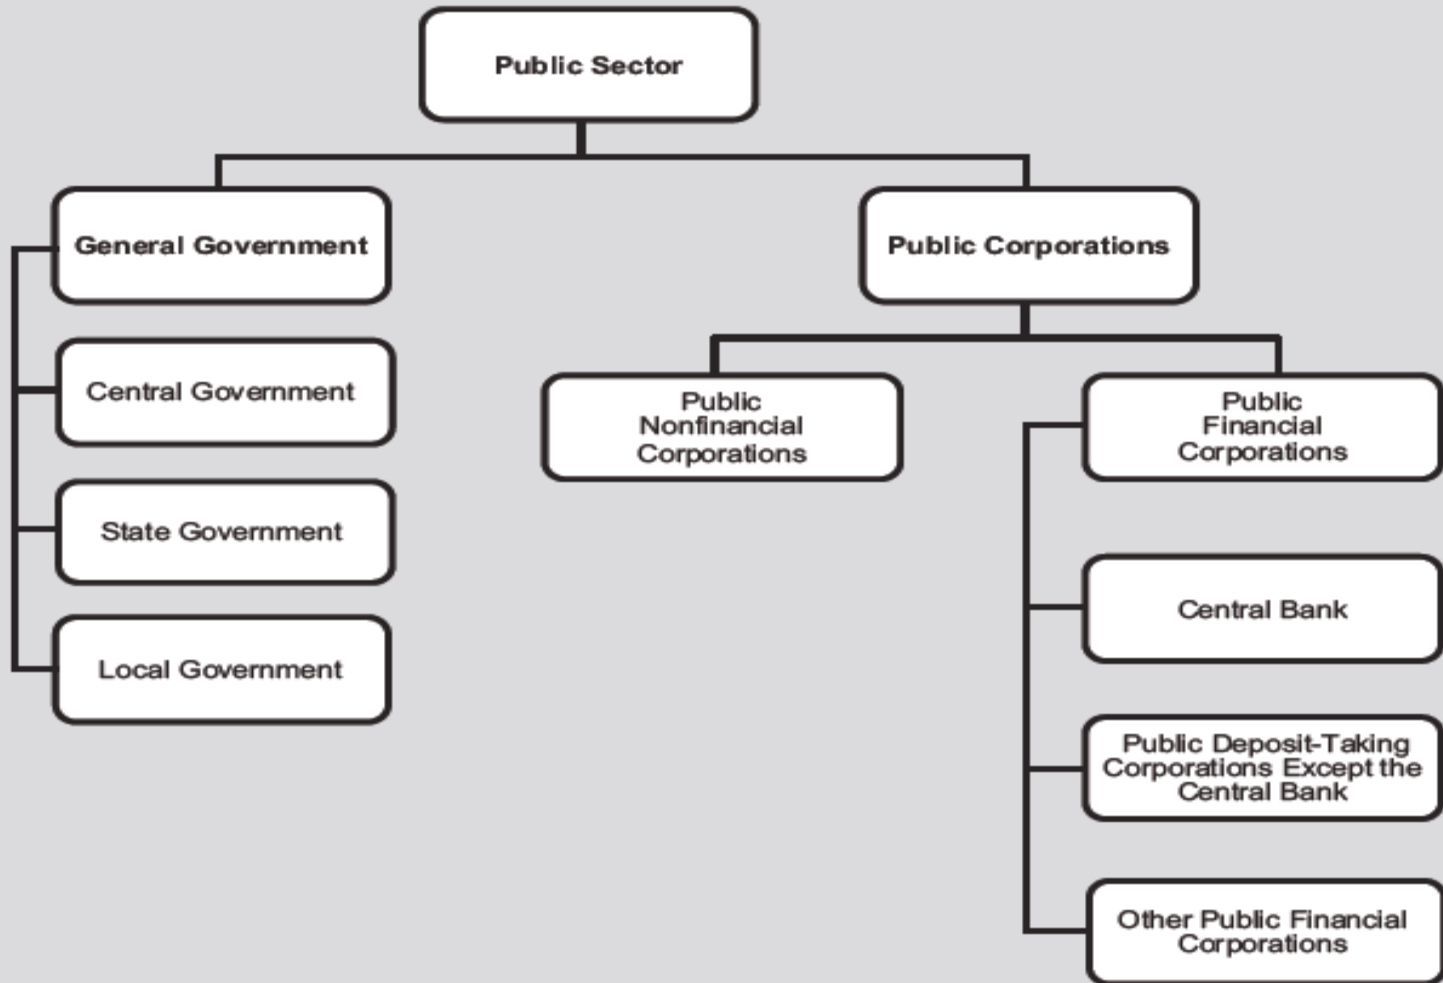 Public Sector
General Government
Public Corporations
Central Government
State Government
Local Government
Public
Nonfinancial
Corporations
Public
Financial
Corporations
Central Bank
Public Deposit-Taking
Corporations Except the
Central Bank
Other Public Financial
Corporations